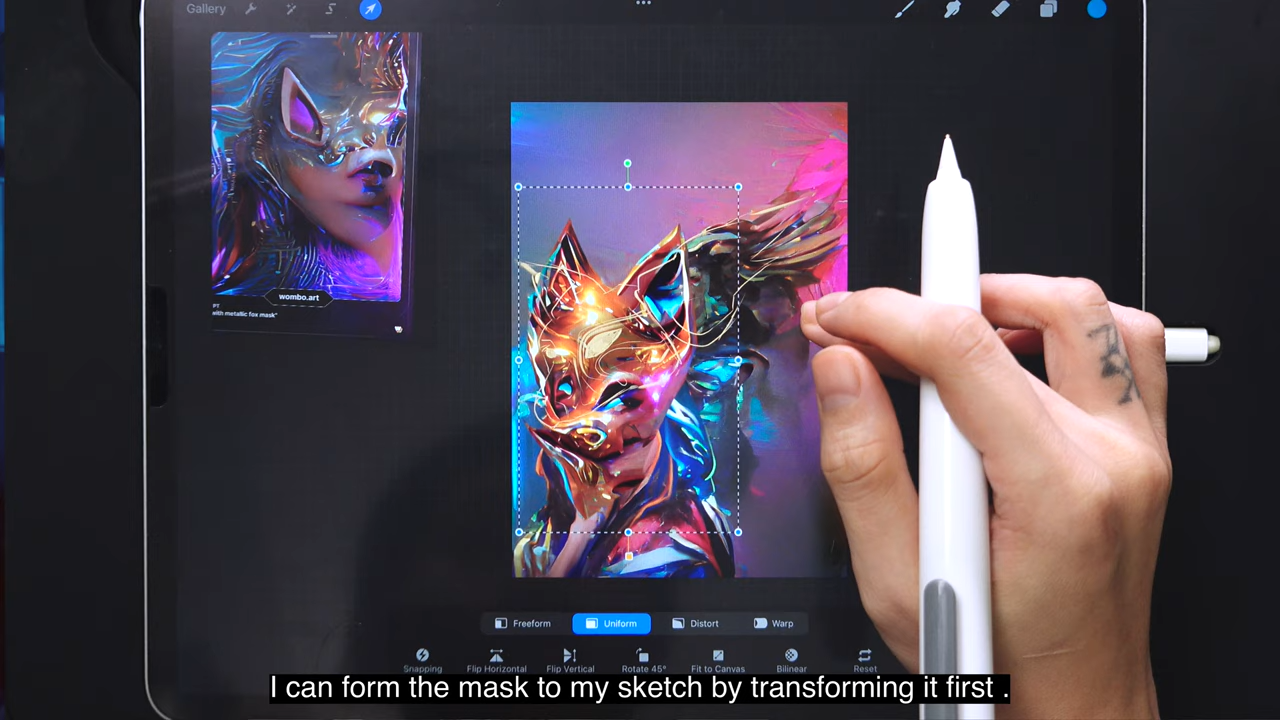 Gallery
wombo.art
PT
with metallic fox mask"
Freeform
Uniform
Distort
Warp
Snapping
Flip Horizontal
Flip Vertical
Rotate 45°
Fit to Canvas
Bilinear
Reset
I can form the mask to my sketch by transforming it first .